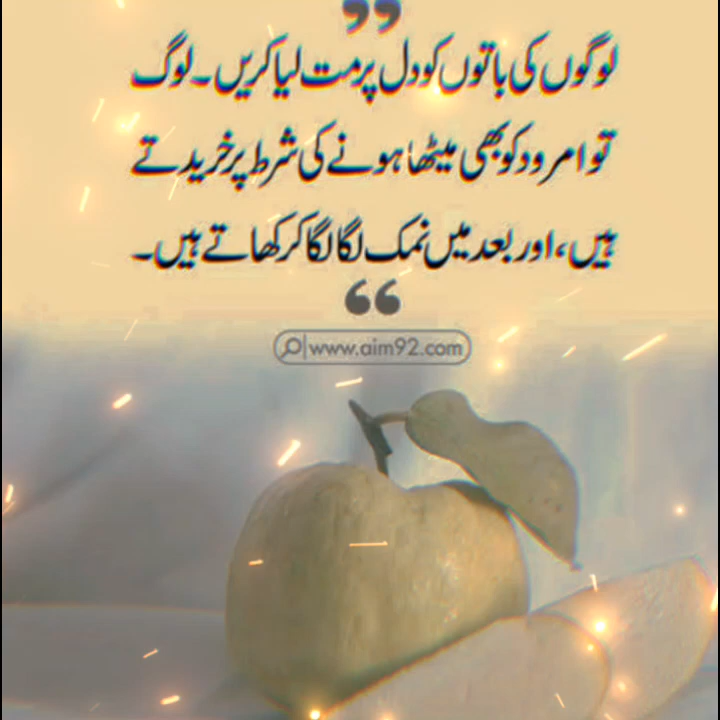 لوگوں کی باتوں کو دل پر مت لیا کریں۔ لوگ
تو امرود کو بھی میٹھا ہونے کی شرط پر خریدتے
ہیں، اور بعد میں نمک لگا لگا کر کھاتے ہیں۔
www.aim92.com